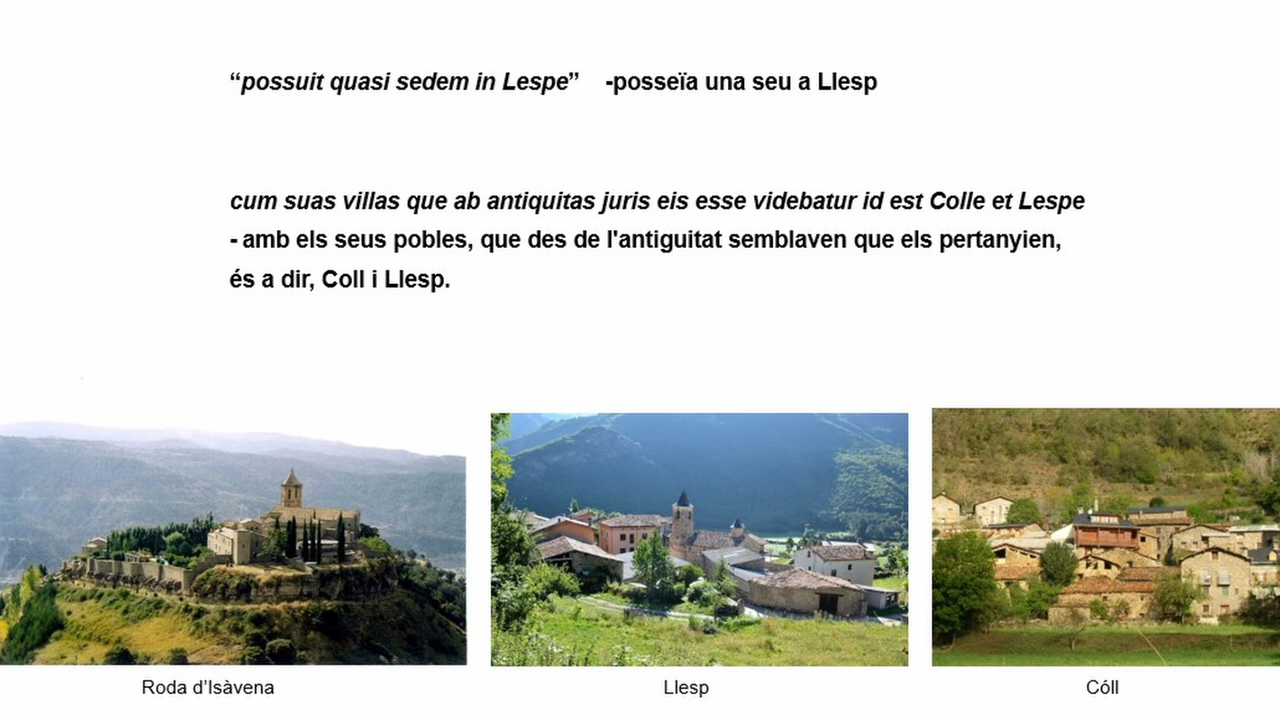 “possuit quasi sedem in Lespe” -posseïa una seu a Llesp
cum suas villas que ab antiquitas juris eis esse videbatur id est Colle et Lespe
- amb els seus pobles, que des de l'antiguitat semblaven que els pertanyien,
és a dir, Coll i Llesp.
Roda d’Isàvena
Llesp
Cóll